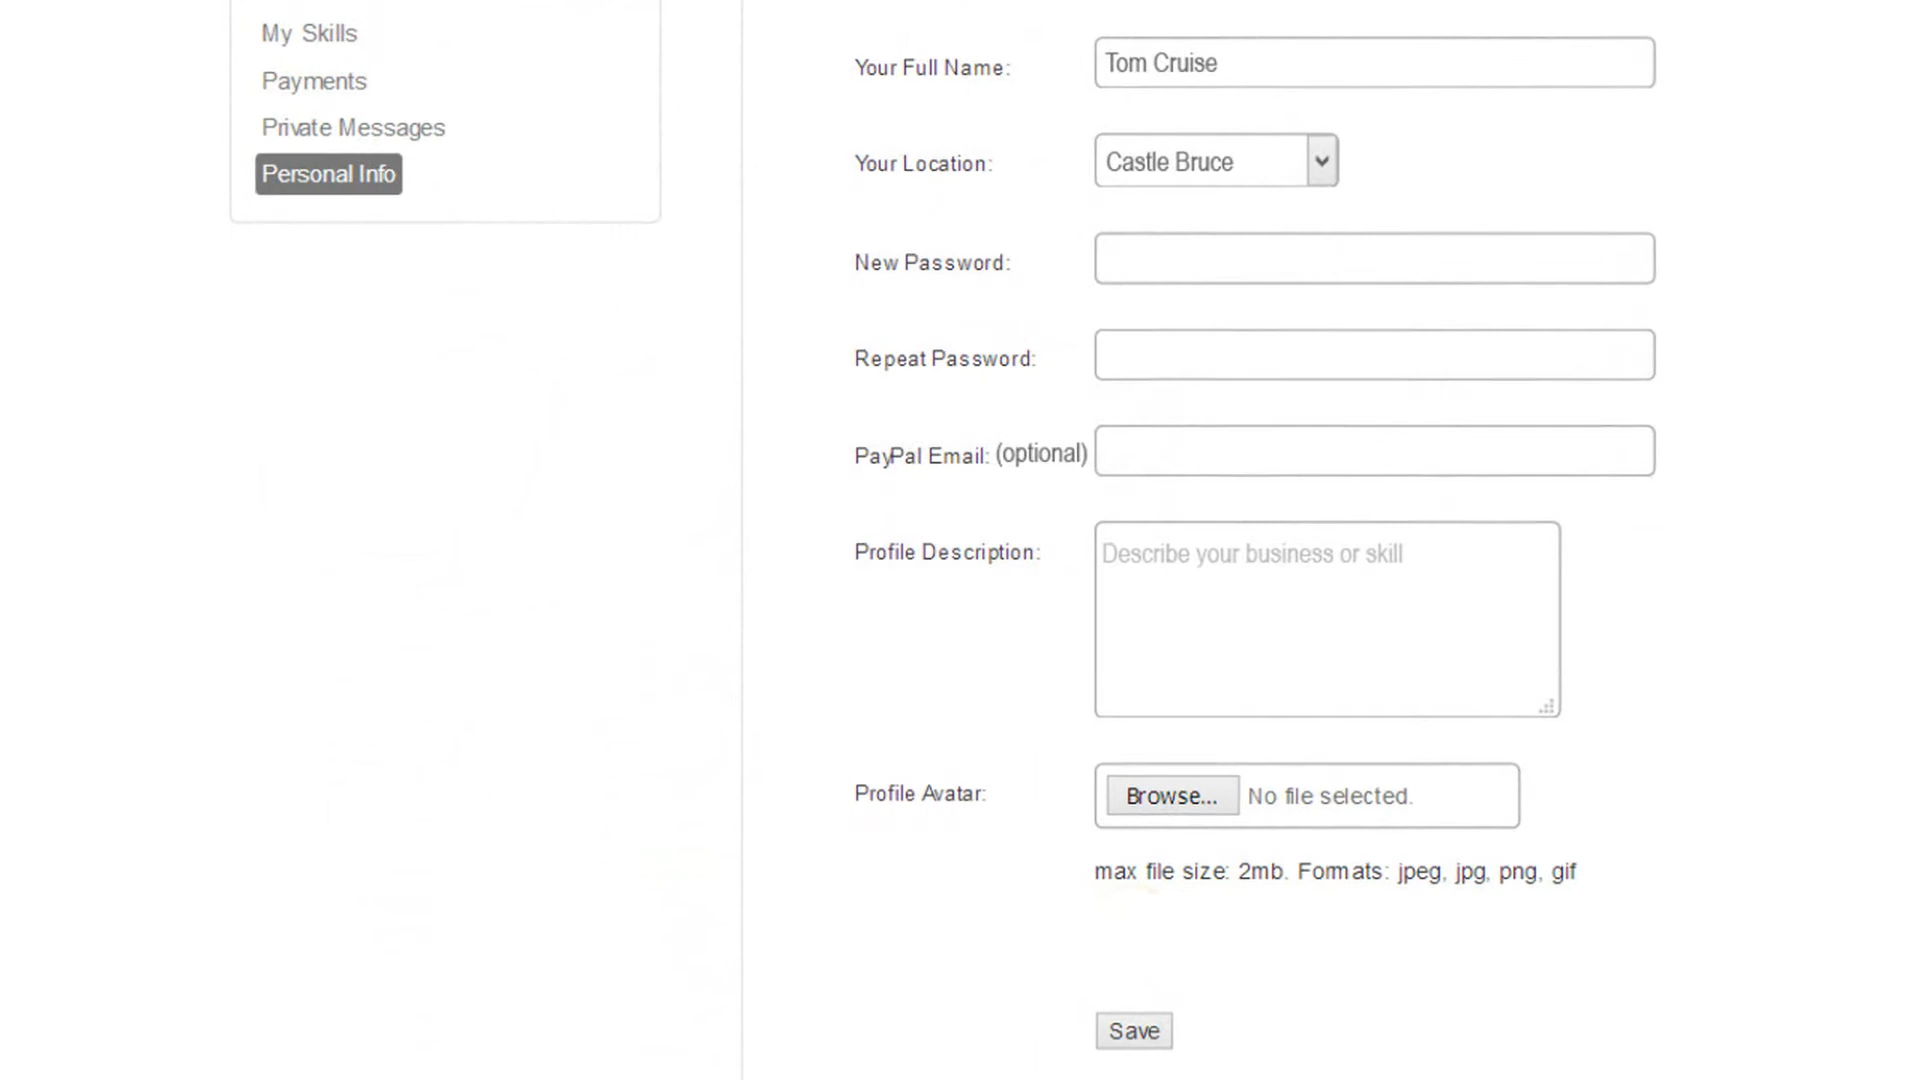 My Skills
Payments
Private Messages
Personal Info
Your Full Name: Tom Cruise
Your Location: Castle Bruce
New Password:
Repeat Password:
PayPal Email: (optional)
Profile Description: Describe your business or skill
Profile Avatar: Browse... No file selected.
max file size: 2mb. Formats: jpeg, jpg, png, gif
Save